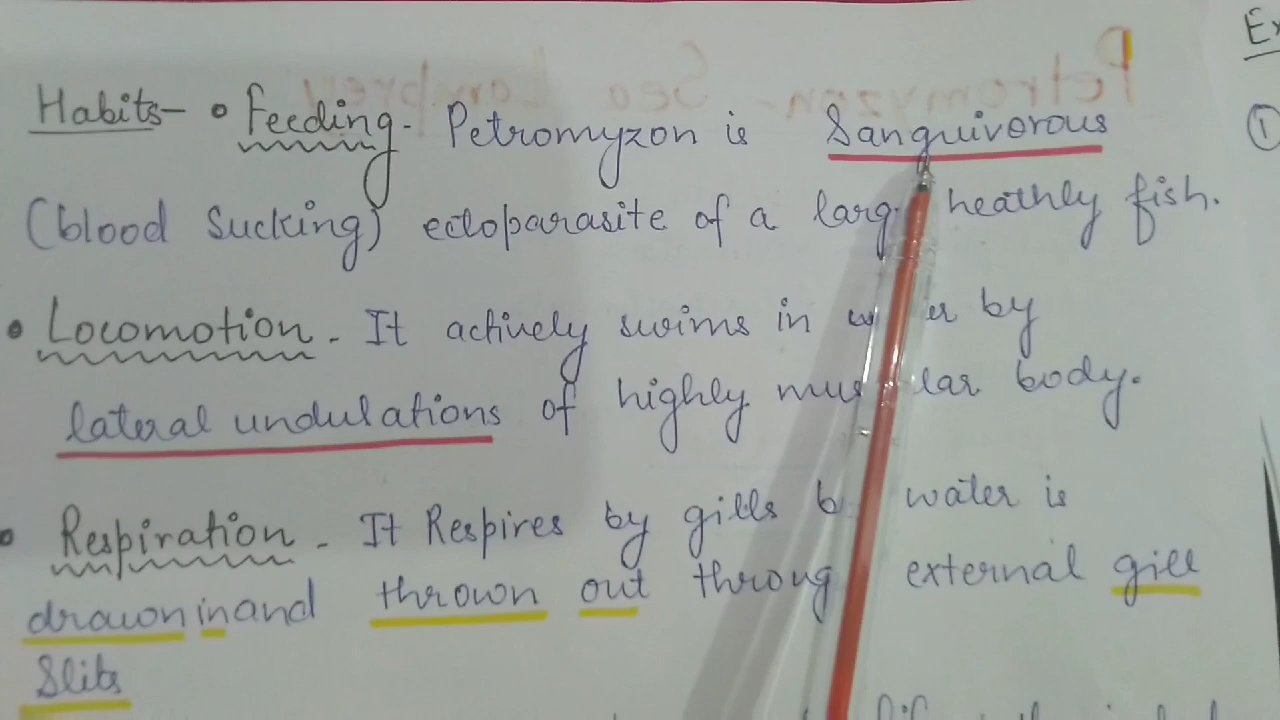 Habits- • Feeding- Petromyzon is Sanguivorous
(blood Sucking) ectoparasite of a larg heathly fish.
• Locomotion - It actively swims in by
lateral undulations of highly body.
• Respiration - It Respires by gills water is
drawn in and thrown out throug external gill
Slits
Ex
①